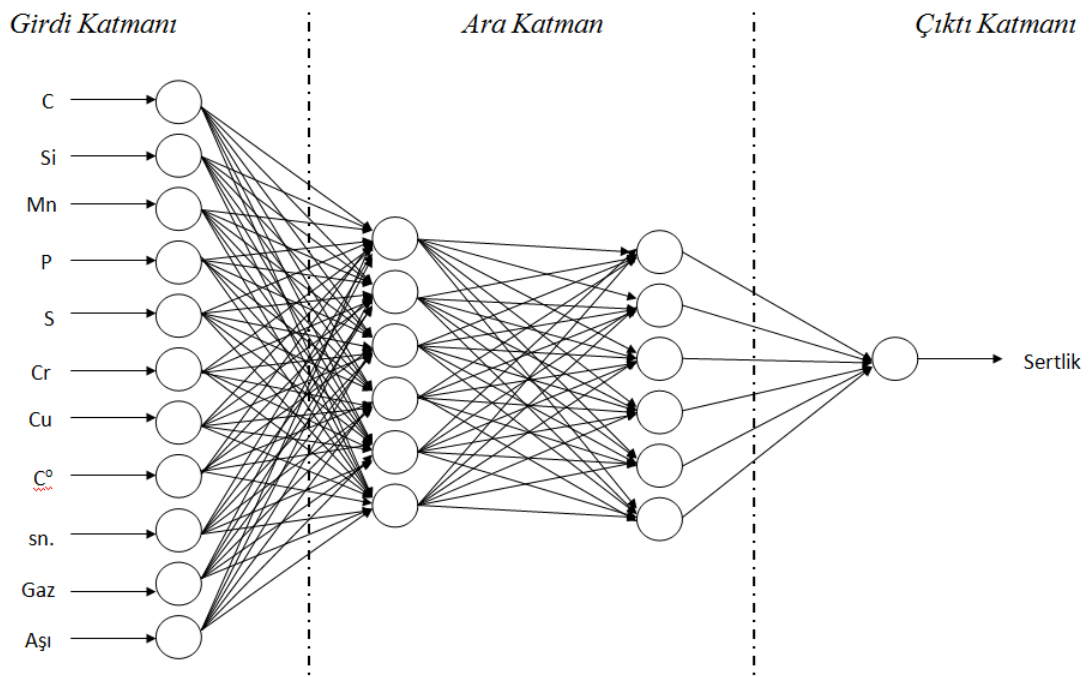 Girdi Katmanı
Ara Katman
Çıktı Katmanı
C
Si
Mn
P
S
Cr
Cu
C°
sn.
Gaz
Aşı
Sertlik